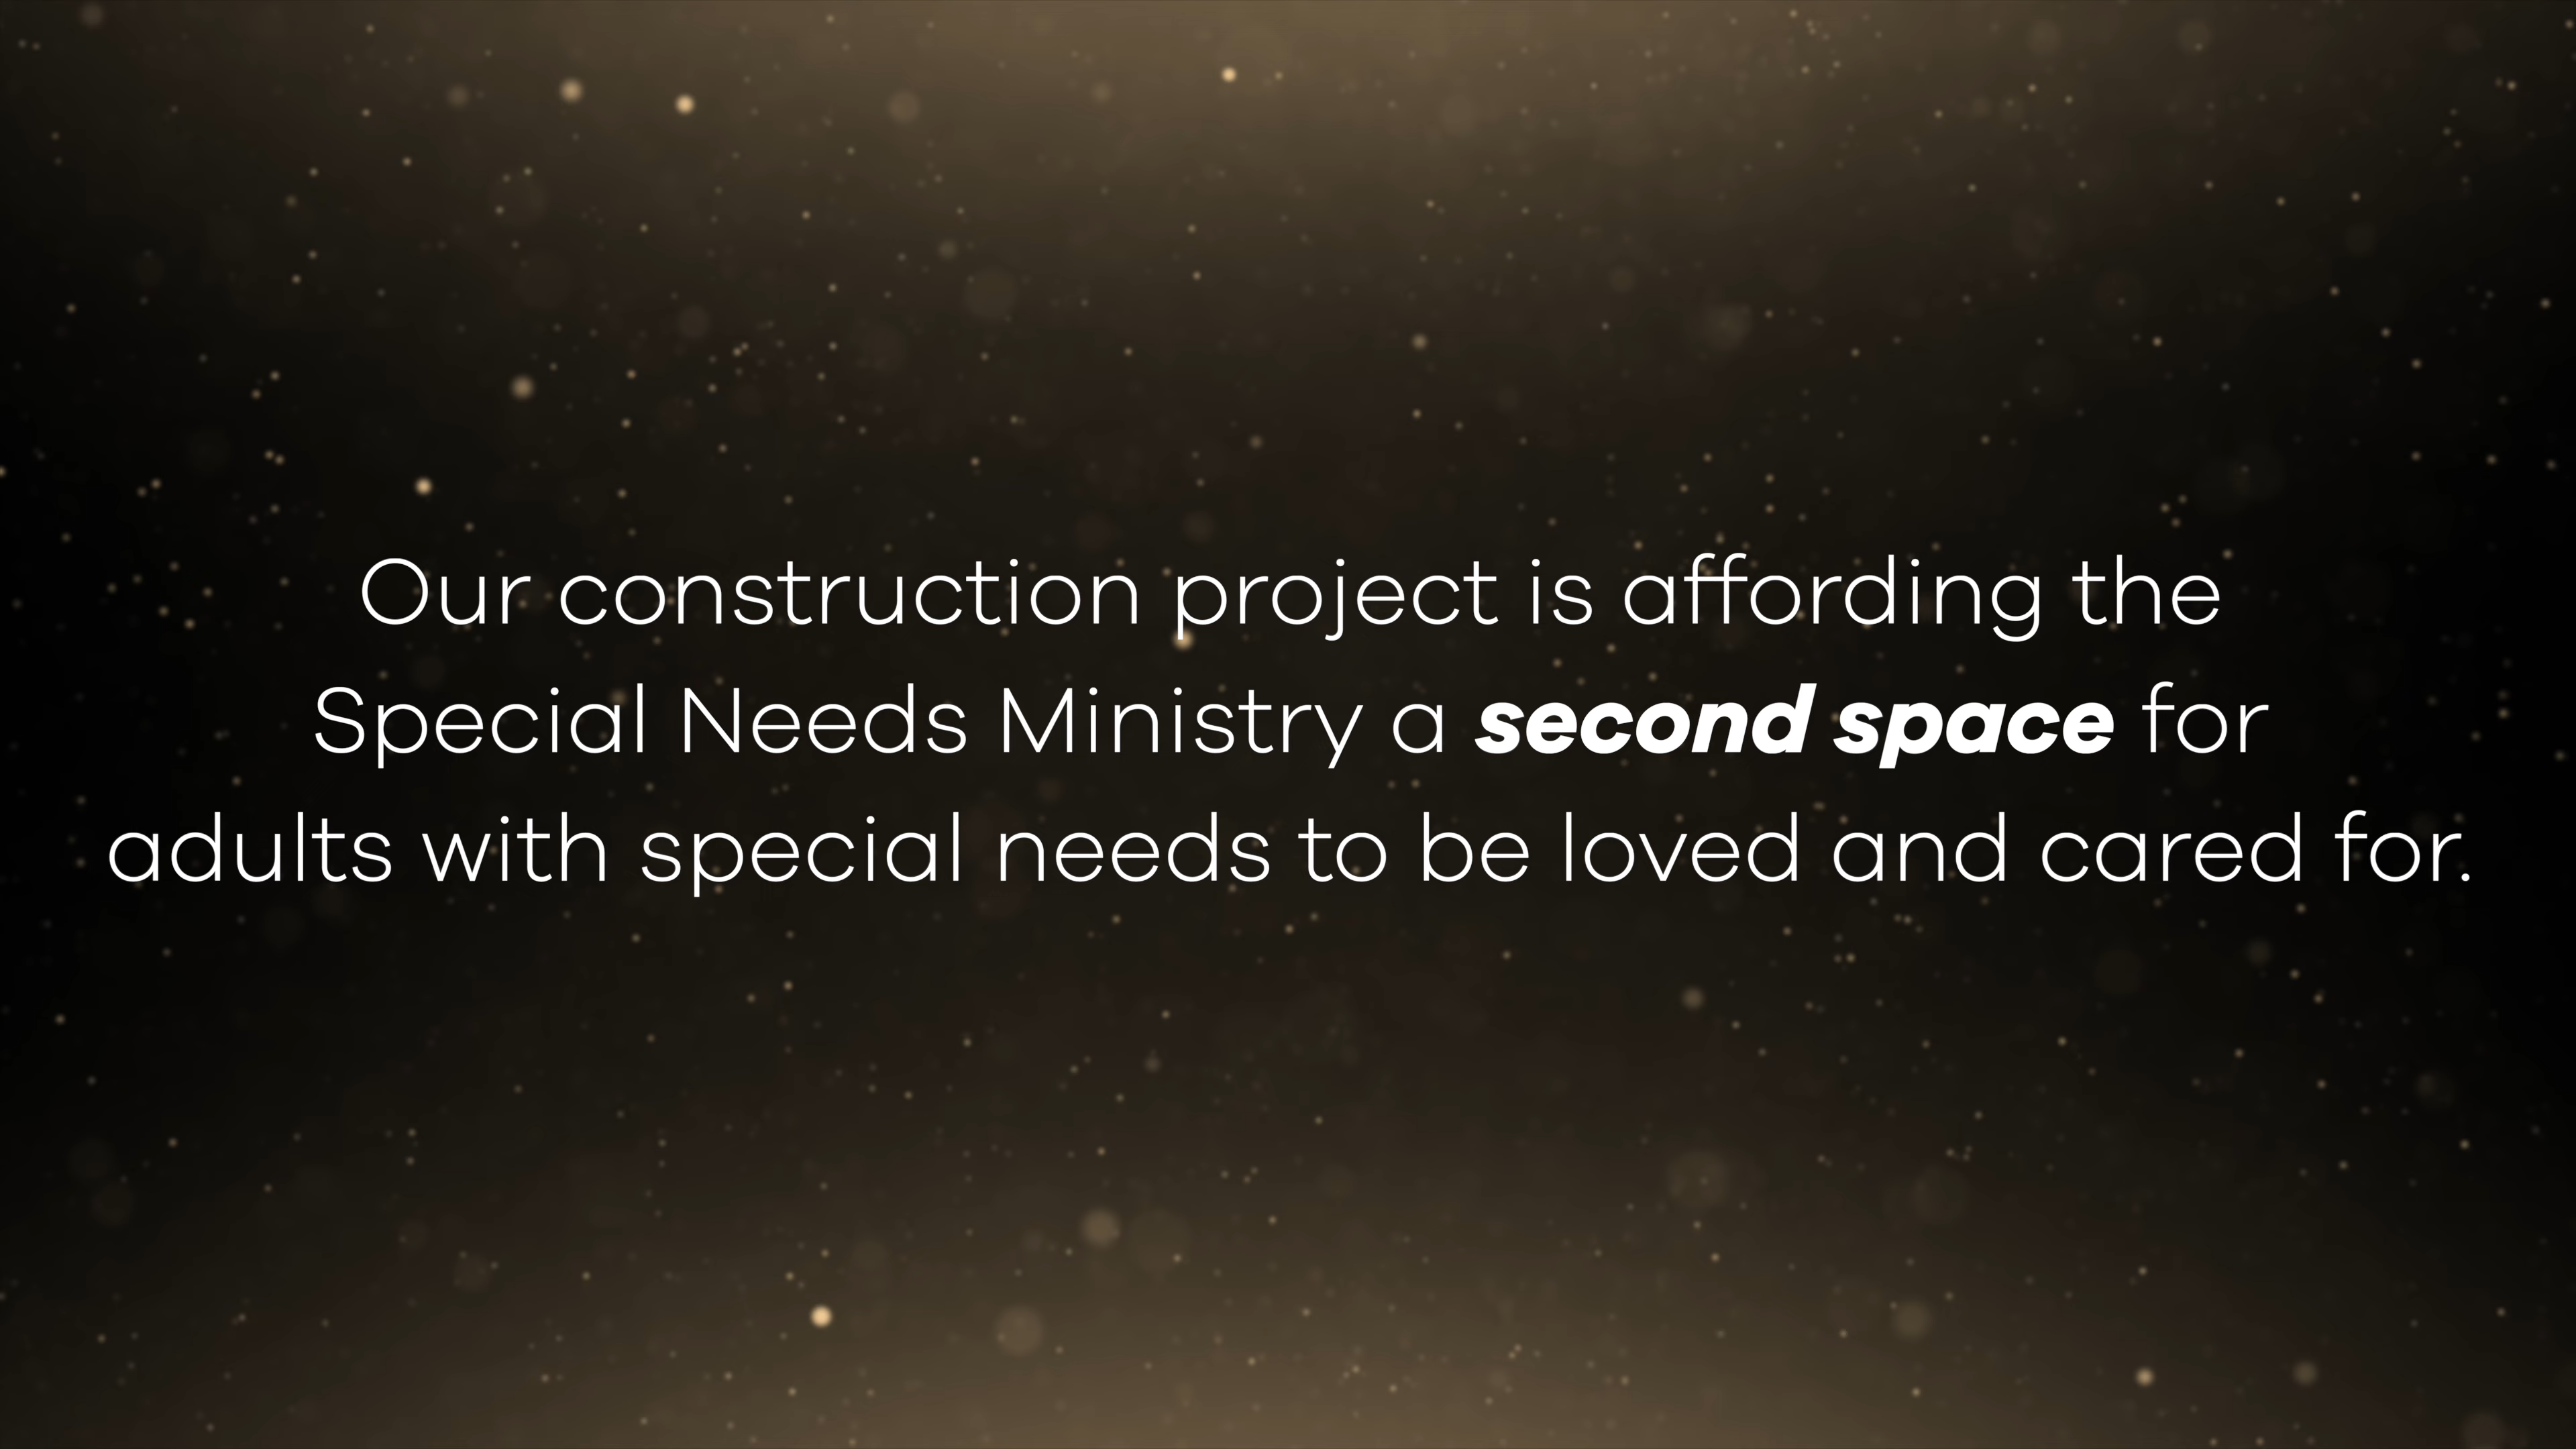 Our construction project is affording the
Special Needs Ministry a second space for
adults with special needs to be loved and cared for.